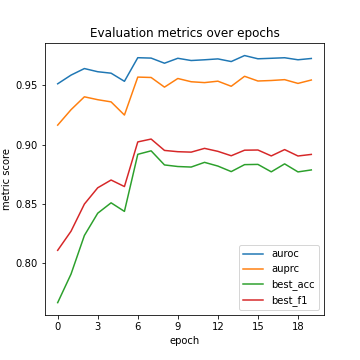 Evaluation metrics over epochs
metric score
0.95
0.90
0.85
0.80
0 3 6 9 12 15 18
epoch
auroc
auprc
best_acc
best_f1